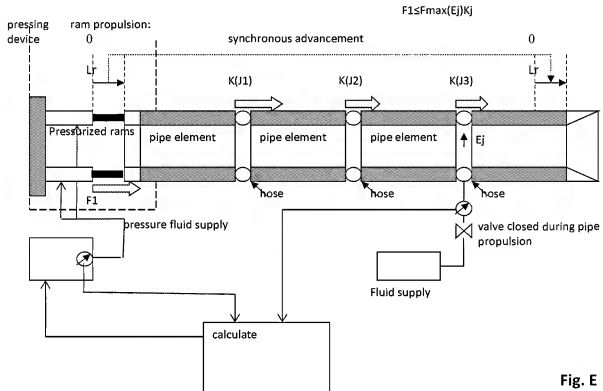 F1≤Fmax(Ej)Kj
pressing
device
ram propulsion:
0
synchronous advancement
0
Lr
Lr
K(J1)
K(J2)
K(J3)
Pressurized rams
pipe element
pipe element
pipe element
Ej
F1
hose
hose
hose
pressure fluid supply
valve closed during pipe
propulsion
Fluid supply
calculate
Fig. E